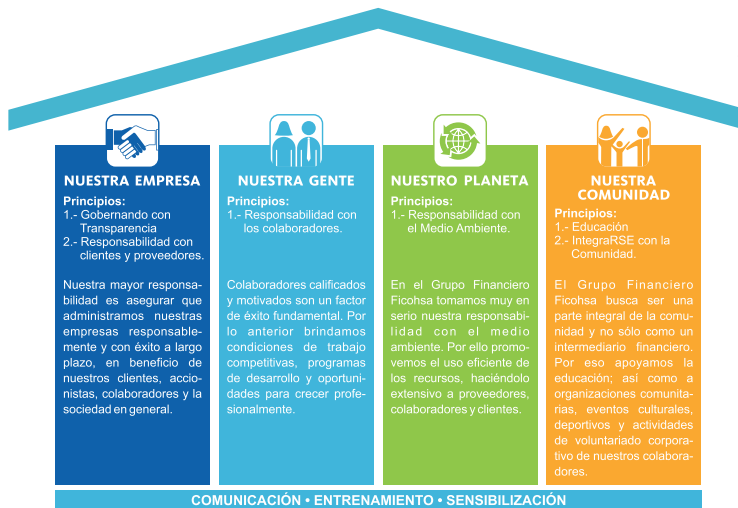 NUESTRA EMPRESA
Principios:
1.- Gobernando con
Transparencia
2.- Responsabilidad con
clientes y proveedores.
Nuestra mayor responsa-
bilidad es asegurar que
administramos nuestras
empresas responsable-
mente y con éxito a largo
plazo, en beneficio de
nuestros clientes, accio-
nistas, colaboradores y la
sociedad en general.
NUESTRA GENTE
Principios:
1.- Responsabilidad con
los colaboradores.
Colaboradores calificados
y motivados son un factor
de éxito fundamental. Por
lo anterior brindamos
condiciones de trabajo
competitivas, programas
de desarrollo y oportuni-
dades para crecer profe-
sionalmente.
NUESTRO PLANETA
Principios:
1.- Responsabilidad con
el Medio Ambiente.
En el Grupo Financiero
Ficohsa tomamos muy en
serio nuestra responsabi-
lidad con el medio
ambiente. Por ello promo-
vemos el uso eficiente de
los recursos, haciéndolo
extensivo a proveedores,
colaboradores y clientes.
NUESTRA
COMUNIDAD
Principios:
1.- Educación
2.- IntegraRSE con la
Comunidad.
El Grupo Financiero
Ficohsa busca ser una
parte integral de la comu-
nidad y no sólo como un
intermediario financiero.
Por eso apoyamos la
educación; así como a
organizaciones comunita-
rias, eventos culturales,
deportivos y actividades
de voluntariado corpora-
tivo de nuestros colabora-
dores.
COMUNICACIÓN • ENTRENAMIENTO • SENSIBILIZACIÓN